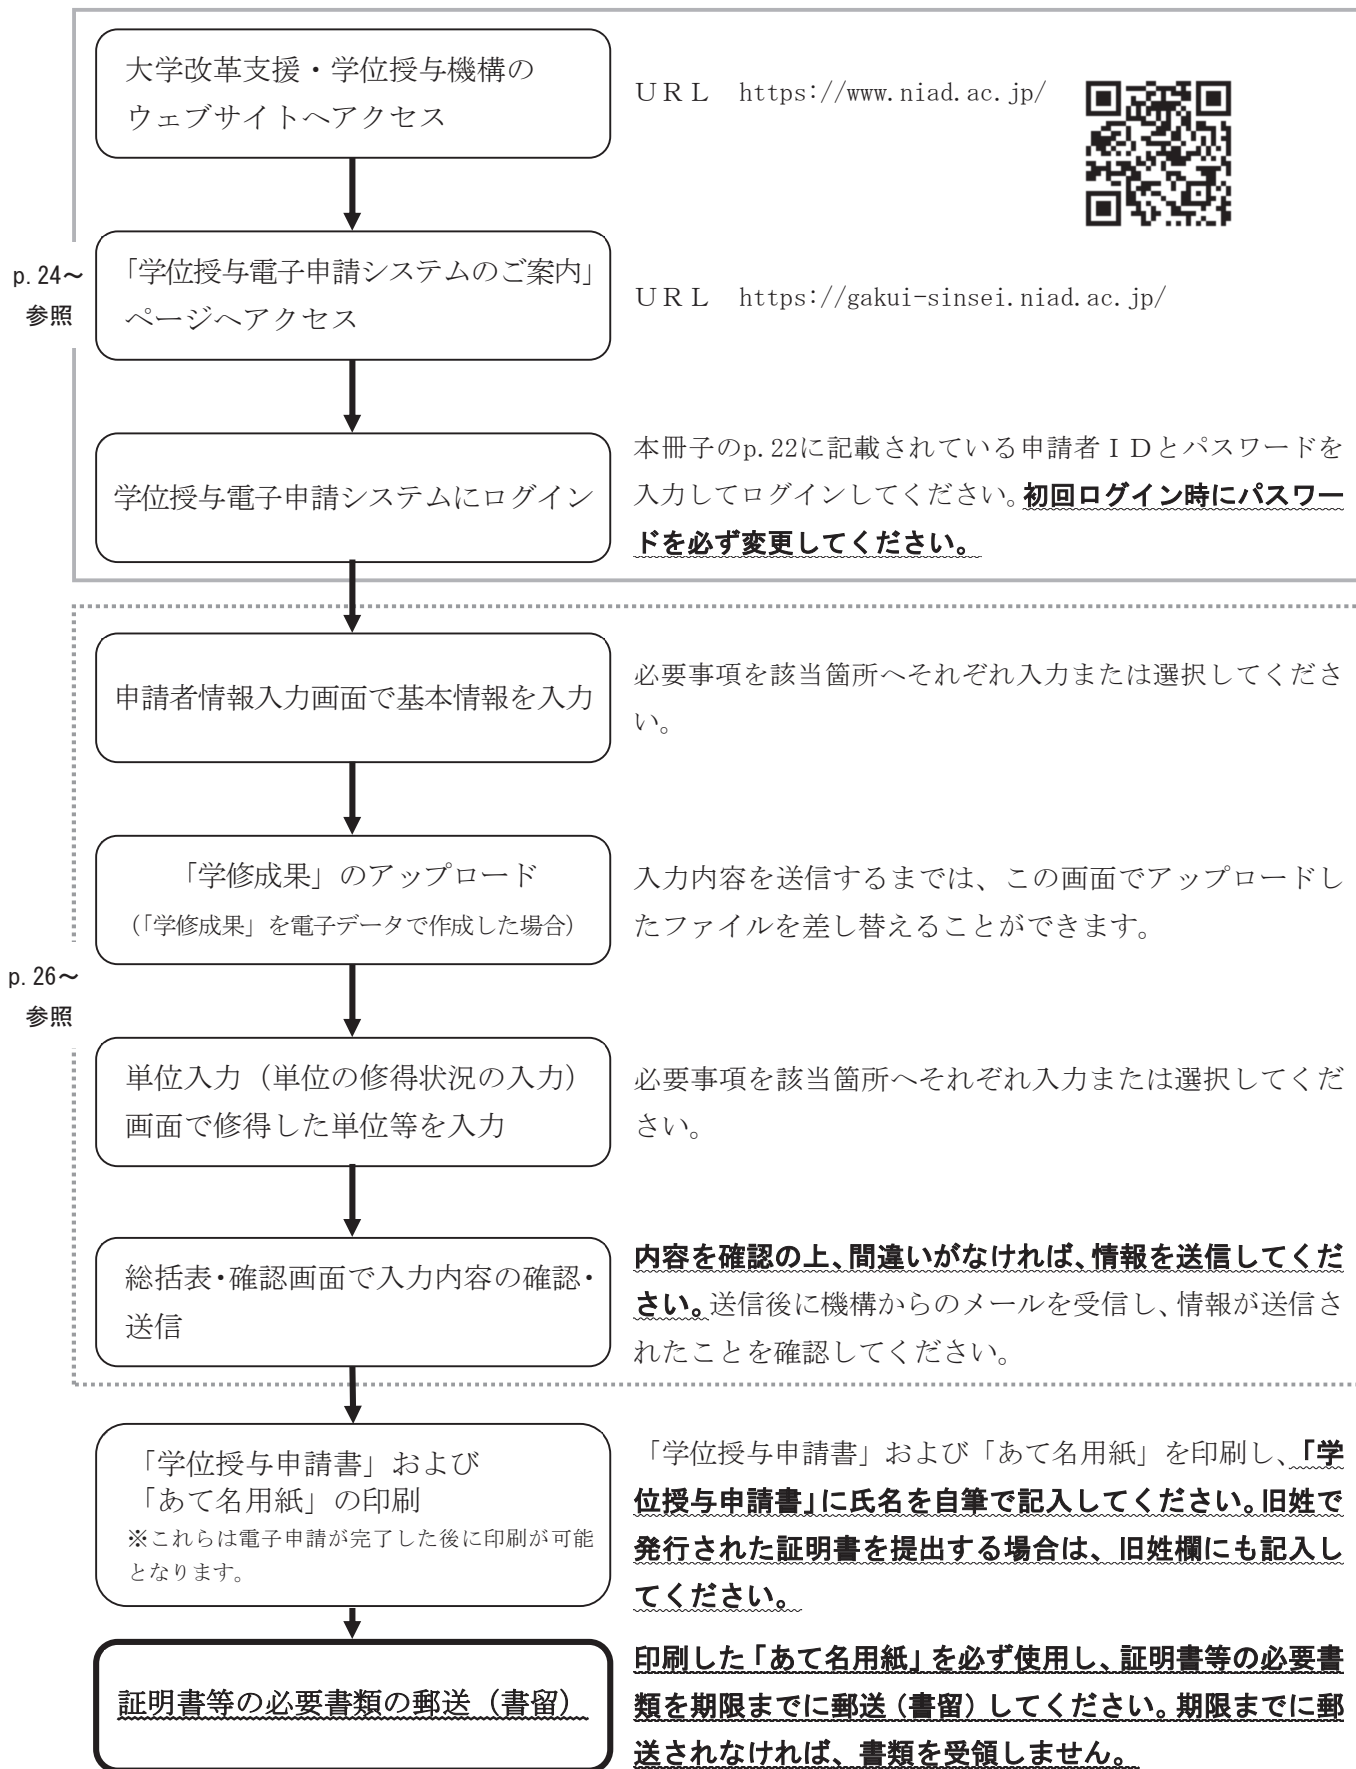 大学改革支援・学位授与機構の
ウェブサイトへアクセス
ＵＲＬ　https://www.niad.ac.jp/
p.24～
参照
「学位授与電子申請システムのご案内」
ページへアクセス
ＵＲＬ　https://gakui-sinsei.niad.ac.jp/
学位授与電子申請システムにログイン
本冊子のp.22に記載されている申請者ＩＤとパスワードを
入力してログインしてください。初回ログイン時にパスワー
ドを必ず変更してください。
申請者情報入力画面で基本情報を入力
必要事項を該当箇所へそれぞれ入力または選択してくださ
い。
「学修成果」のアップロード
（「学修成果」を電子データで作成した場合）
入力内容を送信するまでは、この画面でアップロードし
たファイルを差し替えることができます。
p.26～
参照
単位入力（単位の修得状況の入力）
画面で修得した単位等を入力
必要事項を該当箇所へそれぞれ入力または選択してくだ
さい。
総括表・確認画面で入力内容の確認・
送信
内容を確認の上、間違いがなければ、情報を送信してくだ
さい。送信後に機構からのメールを受信し、情報が送信さ
れたことを確認してください。
「学位授与申請書」および
「あて名用紙」の印刷
※これらは電子申請が完了した後に印刷が可能
となります。
「学位授与申請書」および「あて名用紙」を印刷し、「学
位授与申請書」に氏名を自筆で記入してください。旧姓で
発行された証明書を提出する場合は、旧姓欄にも記入し
てください。
証明書等の必要書類の郵送（書留）
印刷した「あて名用紙」を必ず使用し、証明書等の必要書
類を期限までに郵送（書留）してください。期限までに郵
送されなければ、書類を受領しません。